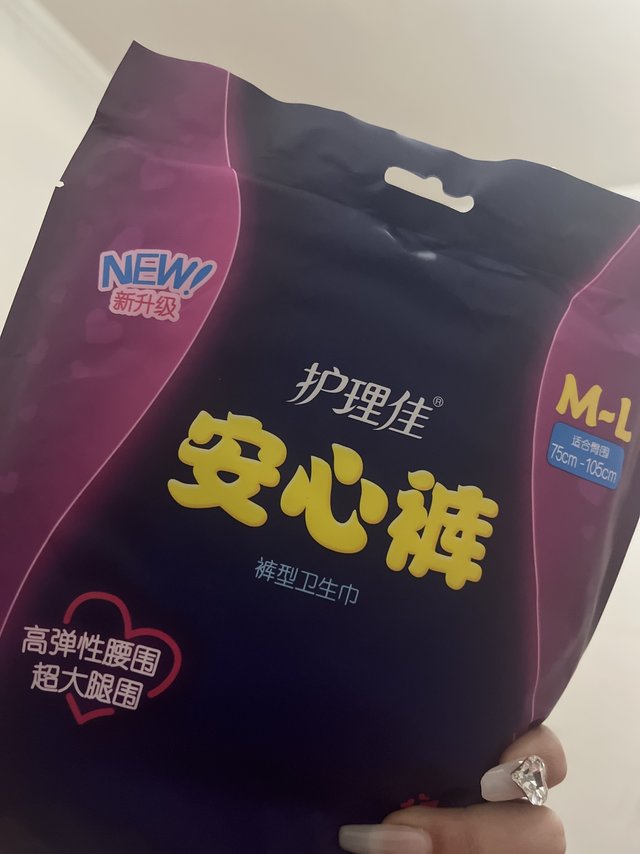 NEW!
新升级
护理佳®
M~L
适合臀围
75cm-105cm
安心裤
裤型卫生巾
高弹性腰围
超大腿围